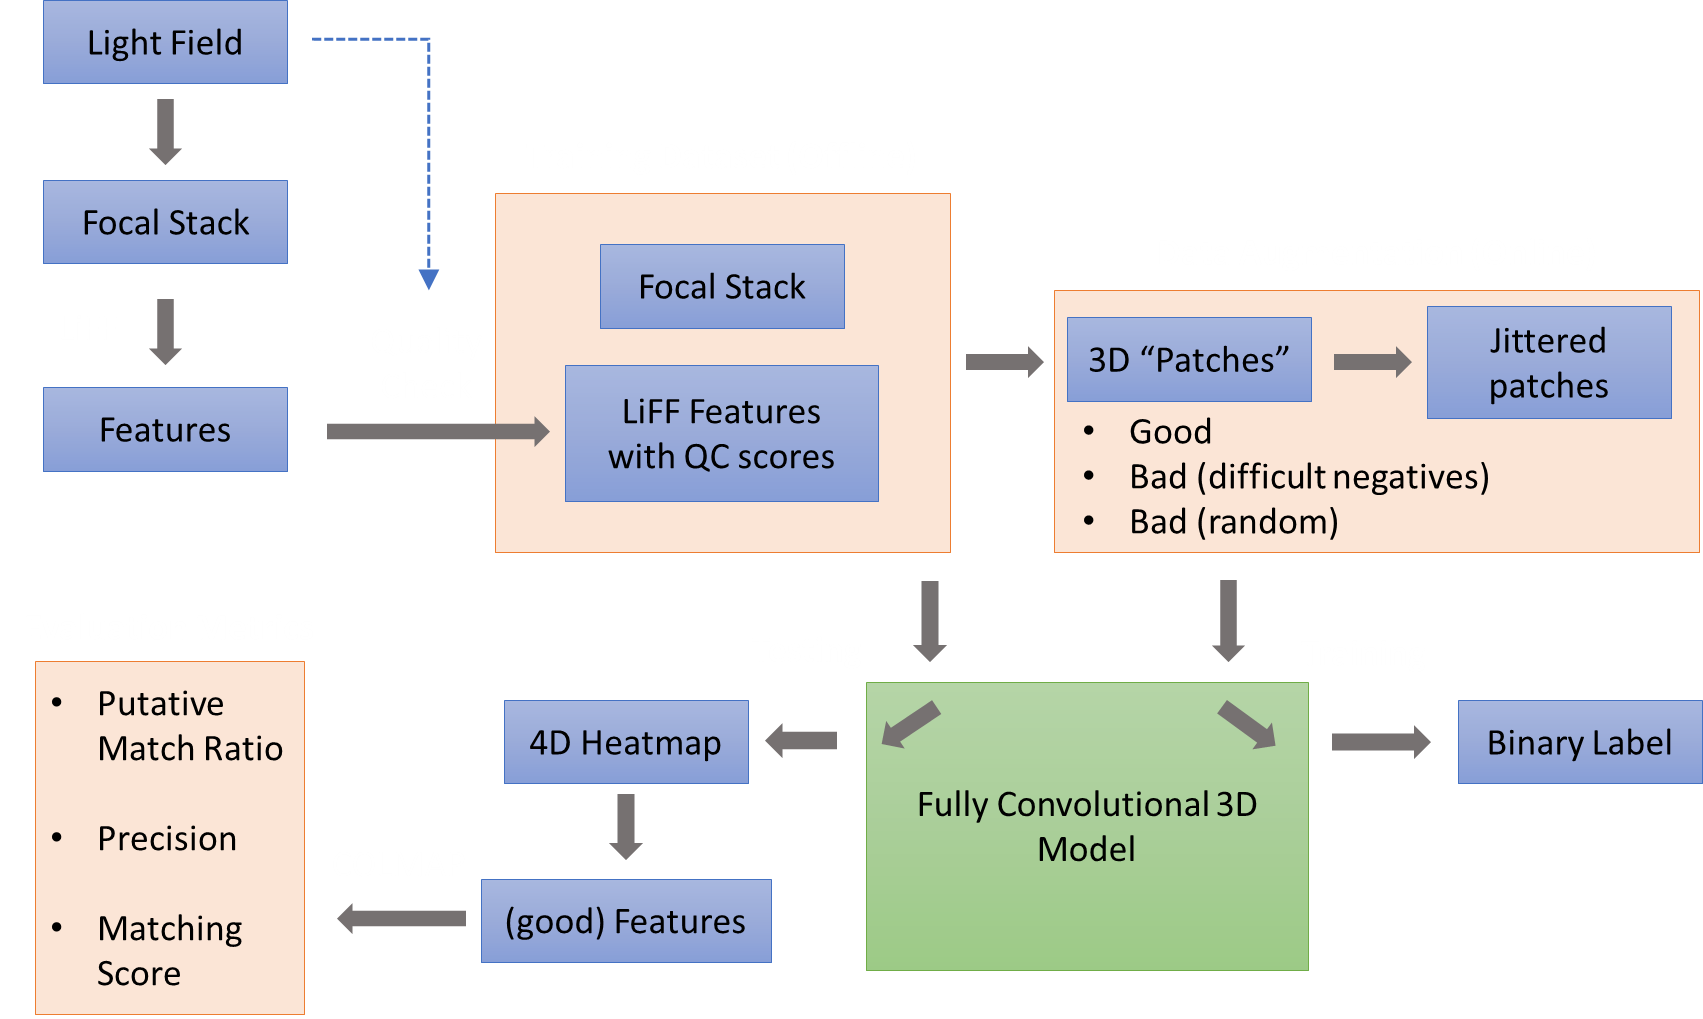 Light Field
Focal Stack
Features
Focal Stack
LiFF Features
with QC scores
3D “Patches”
Jittered
patches
• Good
• Bad (difficult negatives)
• Bad (random)
• Putative
Match Ratio
• Precision
• Matching
Score
4D Heatmap
(good) Features
Fully Convolutional 3D
Model
Binary Label